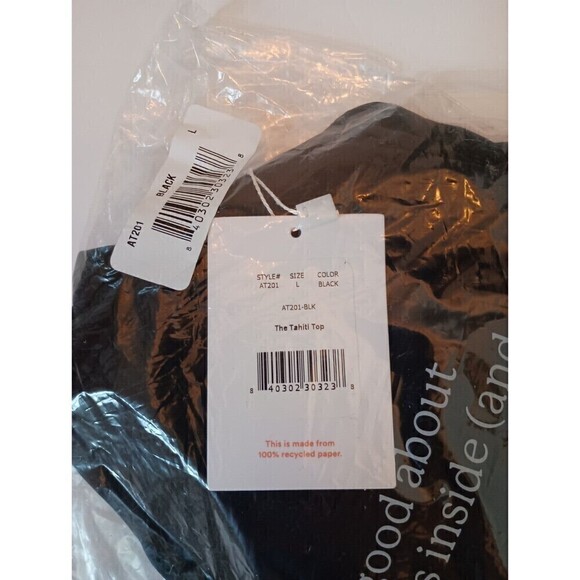 AT201 BLACK L
8 40302 30323 8
STYLE# SIZE COLOR
AT201 L BLACK
AT201-BLK
The Tahiti Top
8 40302 30323 8
This is made from
100% recycled paper.
good about
s inside (and